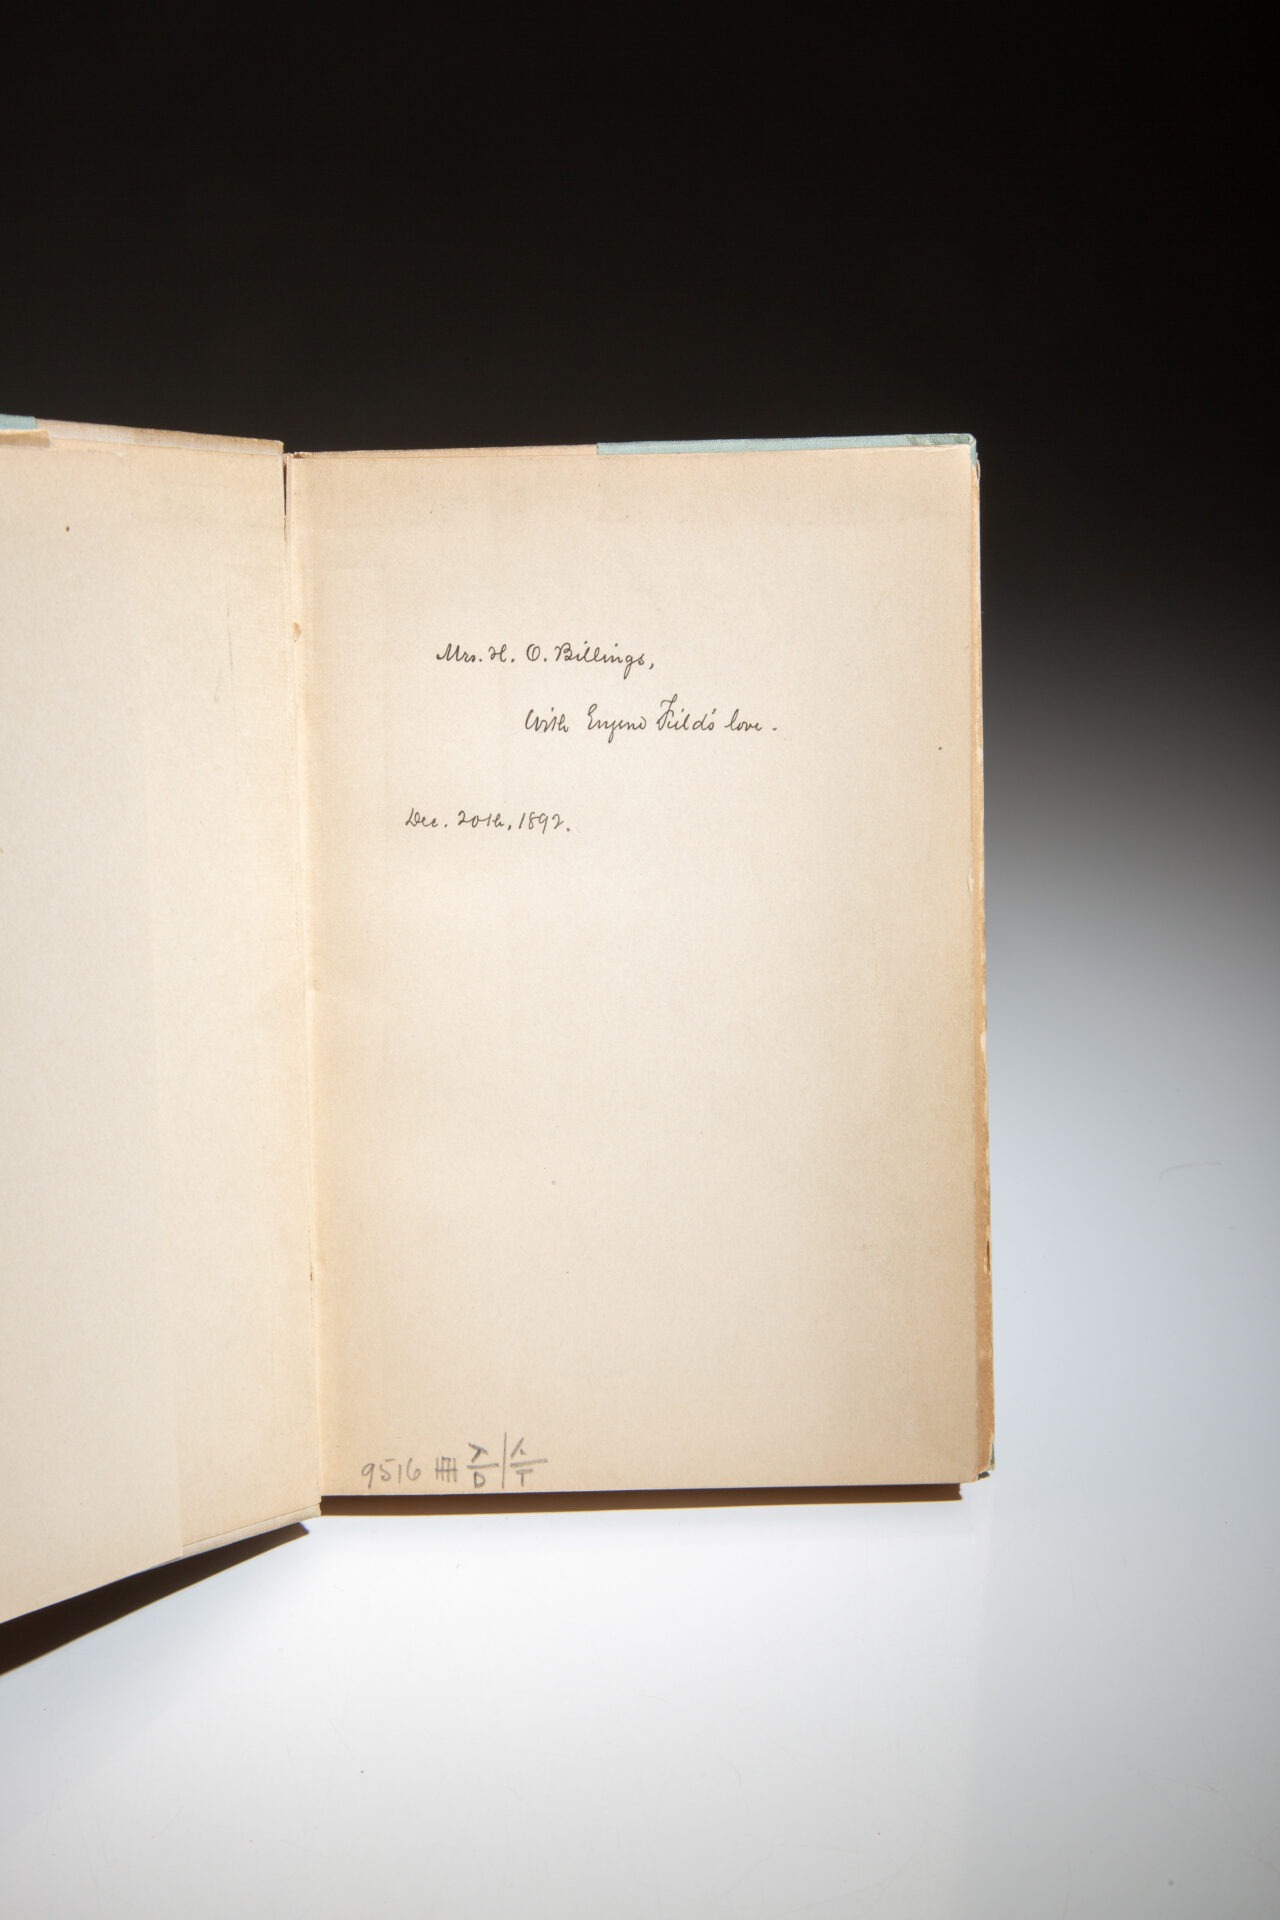 Mrs. H. O. Billings,
With Eugene Field's love.
Dec. 20th, 1892.
9516